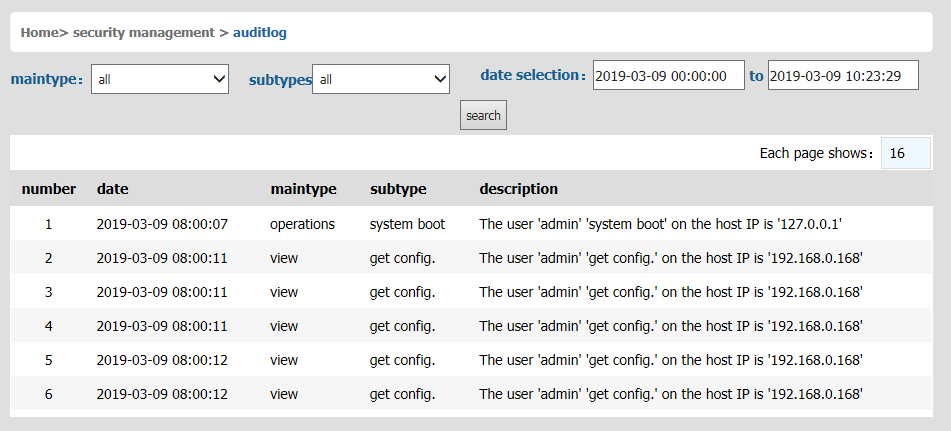 Home> security management > auditlog
maintype: all subtypes all date selection: 2019-03-09 00:00:00 to 2019-03-09 10:23:29
search
Each page shows: 16
number date maintype subtype description
1 2019-03-09 08:00:07 operations system boot The user 'admin' 'system boot' on the host IP is '127.0.0.1'
2 2019-03-09 08:00:11 view get config. The user 'admin' 'get config.' on the host IP is '192.168.0.168'
3 2019-03-09 08:00:11 view get config. The user 'admin' 'get config.' on the host IP is '192.168.0.168'
4 2019-03-09 08:00:11 view get config. The user 'admin' 'get config.' on the host IP is '192.168.0.168'
5 2019-03-09 08:00:12 view get config. The user 'admin' 'get config.' on the host IP is '192.168.0.168'
6 2019-03-09 08:00:12 view get config. The user 'admin' 'get config.' on the host IP is '192.168.0.168'